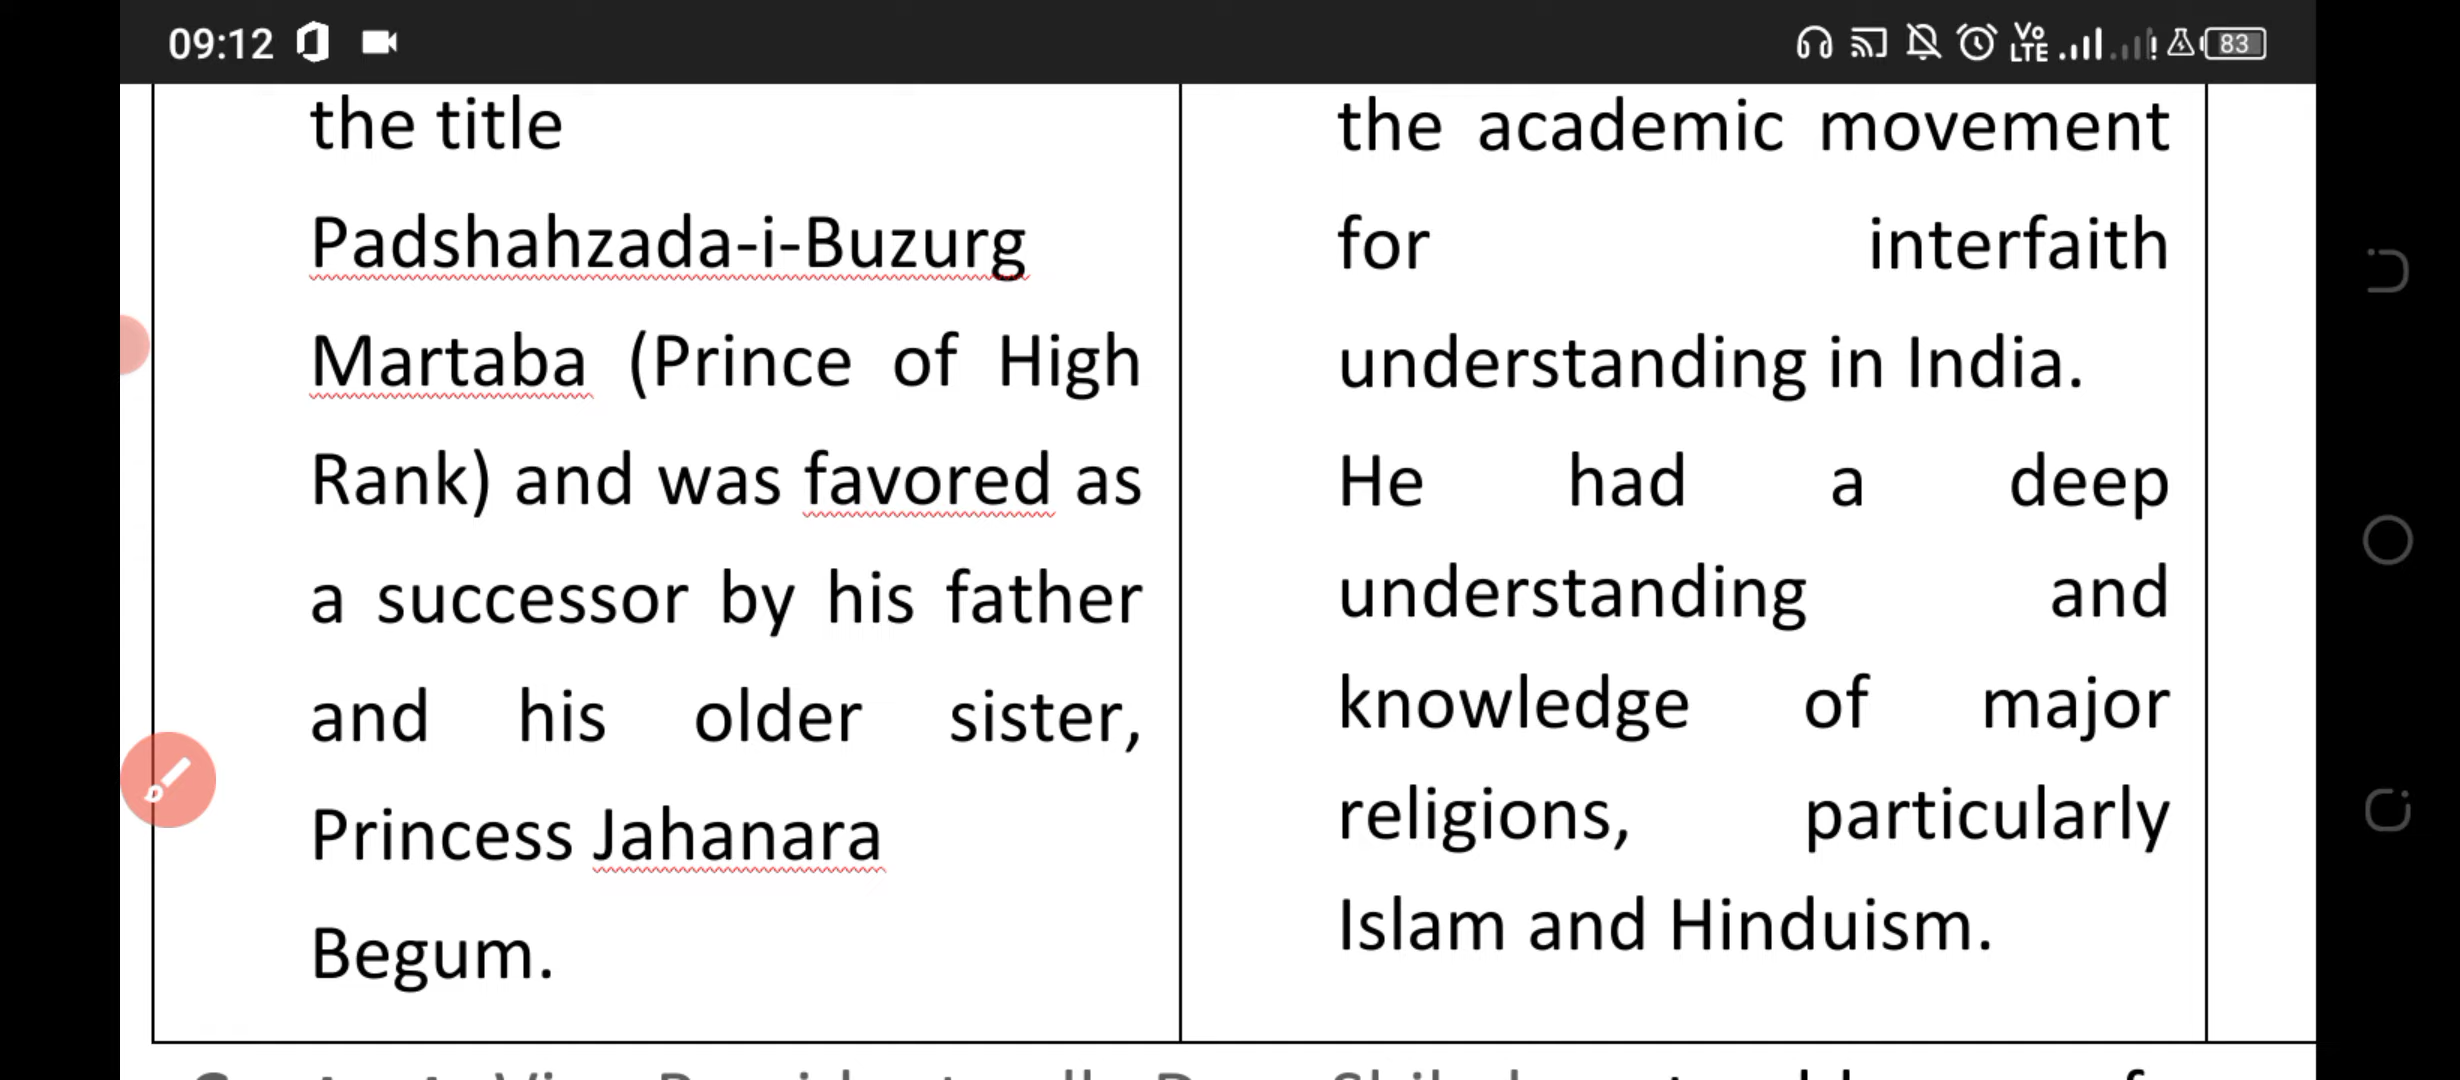 09:12
Vo
LTE
83
the title
Padshahzada-i-Buzurg
Martaba (Prince of High
Rank) and was favored as
a successor by his father
and his older sister,
Princess Jahanara
Begum.
the academic movement
for interfaith
understanding in India.
He had a deep
understanding and
knowledge of major
religions, particularly
Islam and Hinduism.